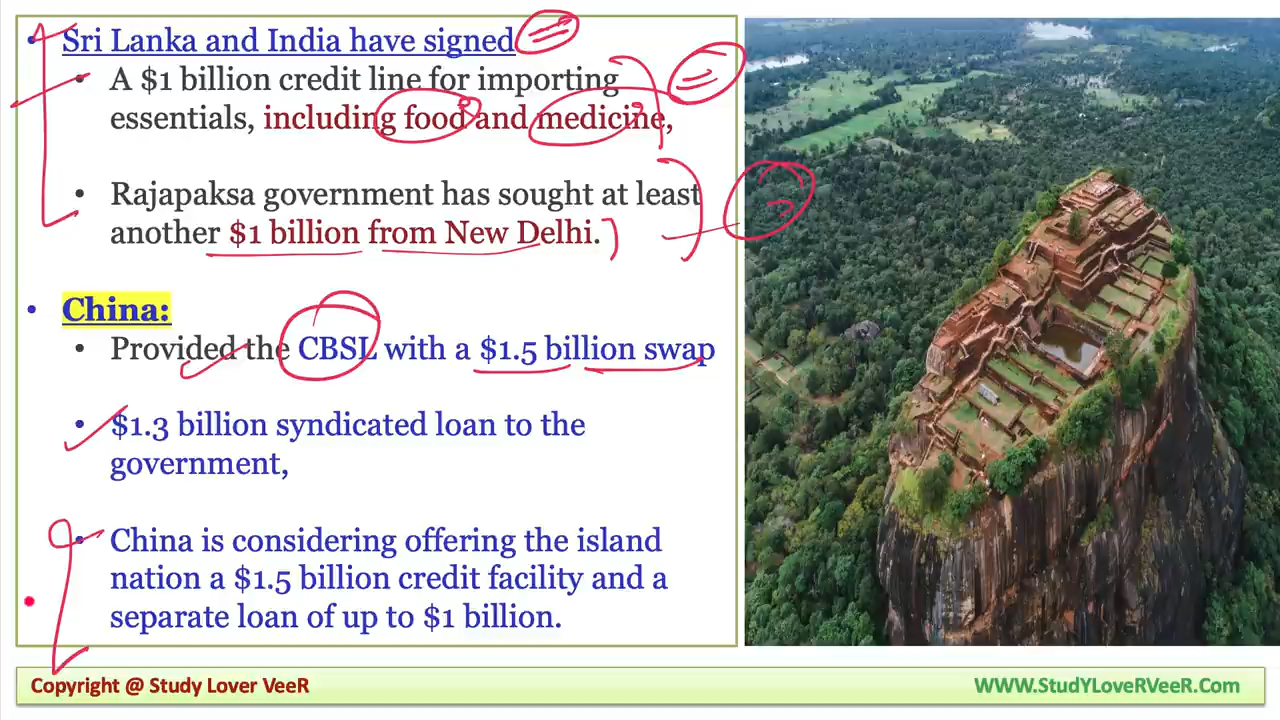 Sri Lanka and India have signed
A $1 billion credit line for importing
essentials, including food and medicine,
Rajapaksa government has sought at least
another $1 billion from New Delhi.
China:
Provided the CBSL with a $1.5 billion swap
$1.3 billion syndicated loan to the
government,
China is considering offering the island
nation a $1.5 billion credit facility and a
separate loan of up to $1 billion.
Copyright @ Study Lover VeeR
WWW.StudYLoveRVeeR.Com